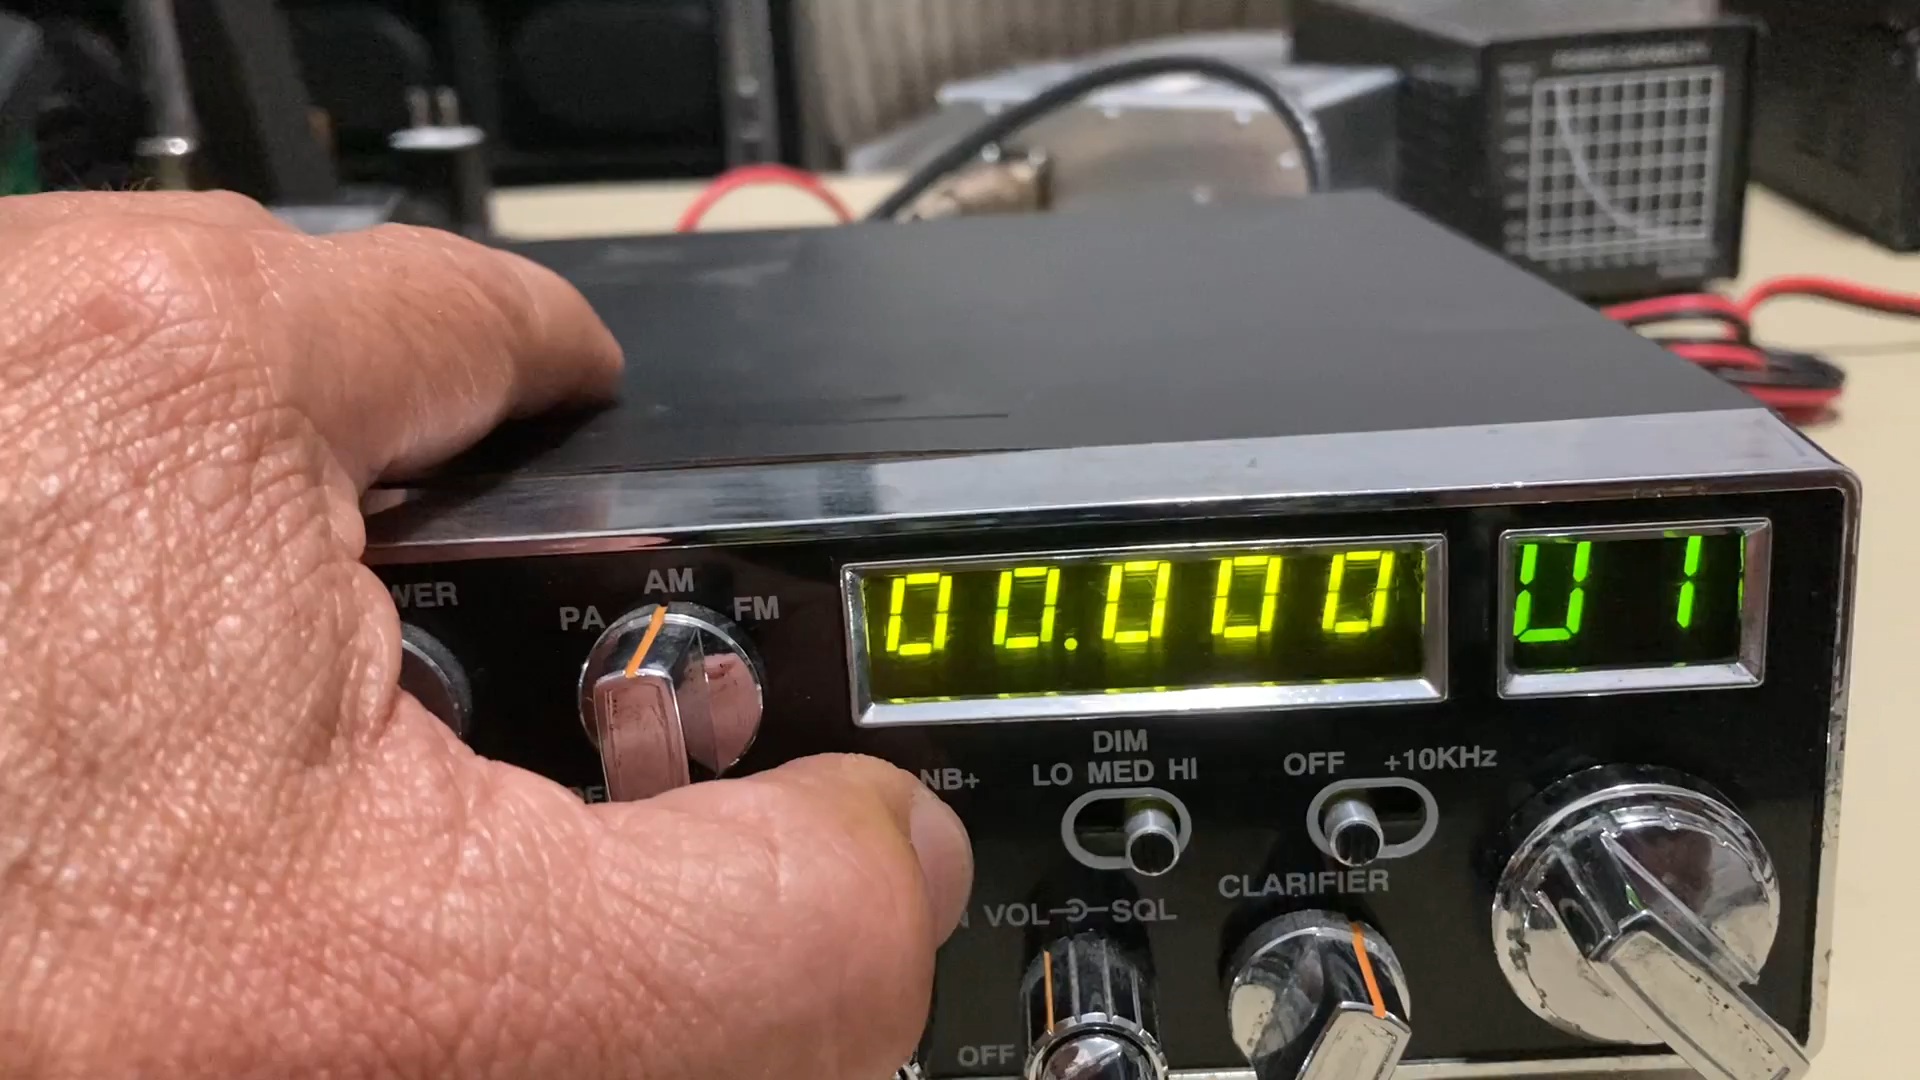 WER
PA AM FM
00.000
U1
NB+
DIM
LO MED HI
OFF +10KHz
CLARIFIER
VOL SQL
OFF